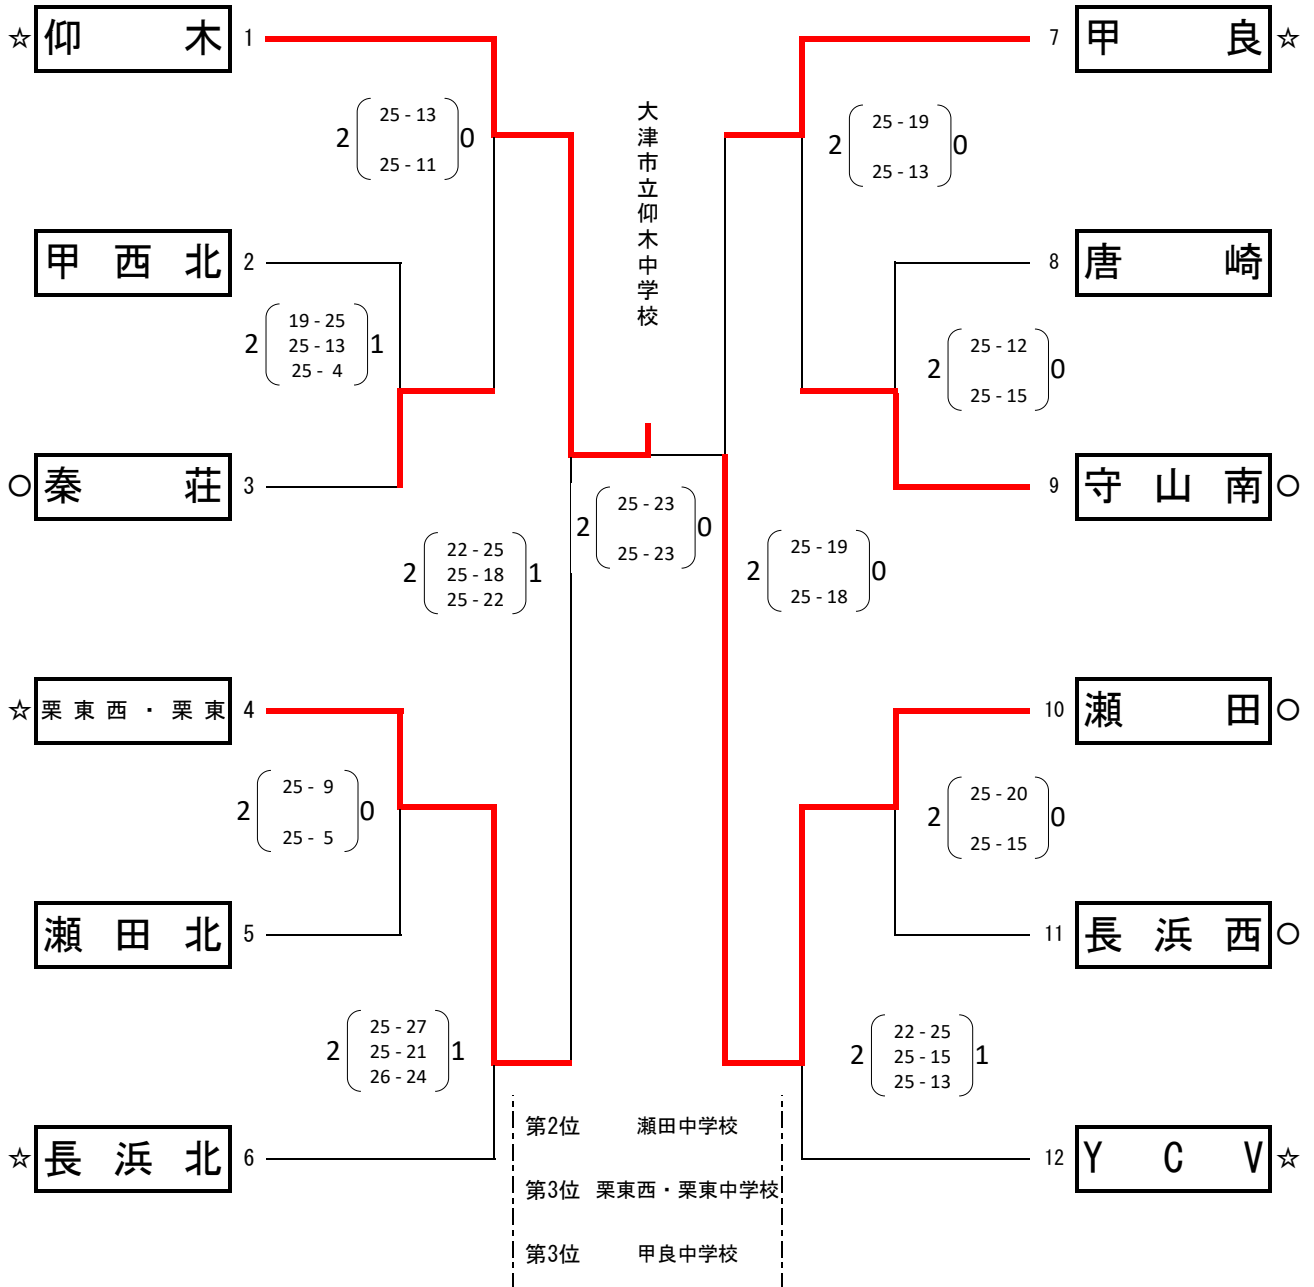 ☆ 仰木 1
2 25 - 13 0
25 - 11
甲西北 2
2 19 - 25 1
25 - 13
25 - 4
○ 秦荘 3
2 22 - 25 1
25 - 18
25 - 22
☆ 栗東西・栗東 4
2 25 - 9 0
25 - 5
瀬田北 5
2 25 - 27 1
25 - 21
26 - 24
☆ 長浜北 6
大津市立仰木中学校
2 25 - 23 0
25 - 23
7 甲良 ☆
2 25 - 19 0
25 - 13
8 唐崎
2 25 - 12 0
25 - 15
9 守山南 ○
2 25 - 19 0
25 - 18
10 瀬田 ○
2 25 - 20 0
25 - 15
11 長浜西 ○
2 22 - 25 1
25 - 15
25 - 13
12 YCV ☆
第2位 瀬田中学校
第3位 栗東西・栗東中学校
第3位 甲良中学校